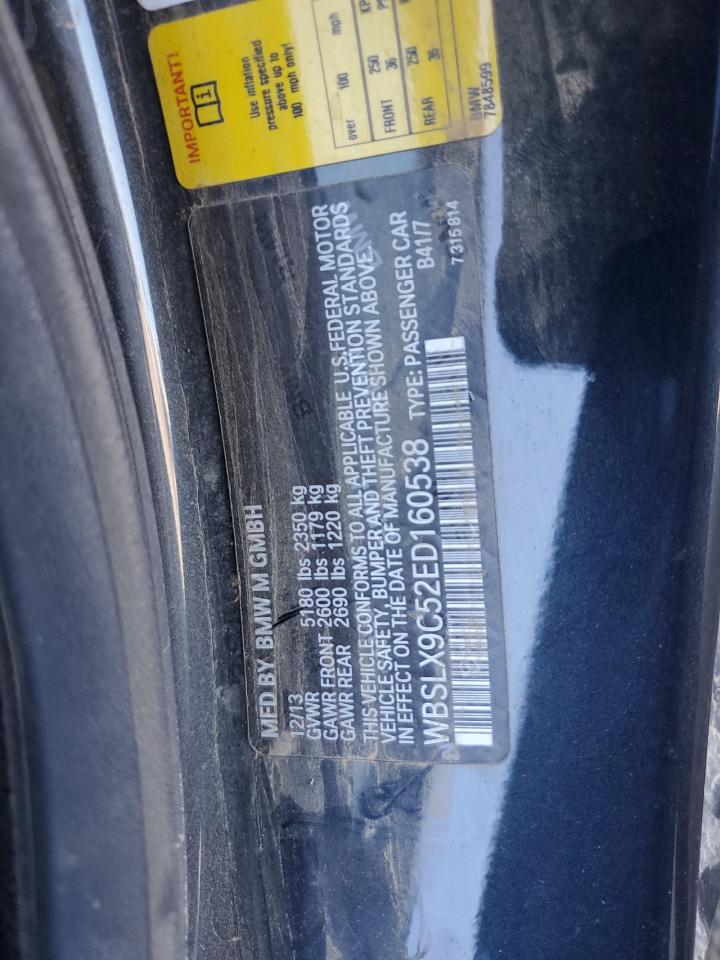 IMPORTANT!
Use inflation
pressure specified
above up to
100 mph only!
over 100 mph
KP
FRONT 250 36
REAR 250 36
BMW
7848599
MFD BY BMW M GMBH
12/13
GVWR 5180 lbs 2350 kg
GAWR FRONT 2600 lbs 1179 kg
GAWR REAR 2690 lbs 1220 kg
THIS VEHICLE CONFORMS TO ALL APPLICABLE U.S. FEDERAL MOTOR
VEHICLE SAFETY, BUMPER AND THEFT PREVENTION STANDARDS
IN EFFECT ON THE DATE OF MANUFACTURE SHOWN ABOVE.
WBSLX9C52ED160538 TYPE: PASSENGER CAR
B41/7
7315814